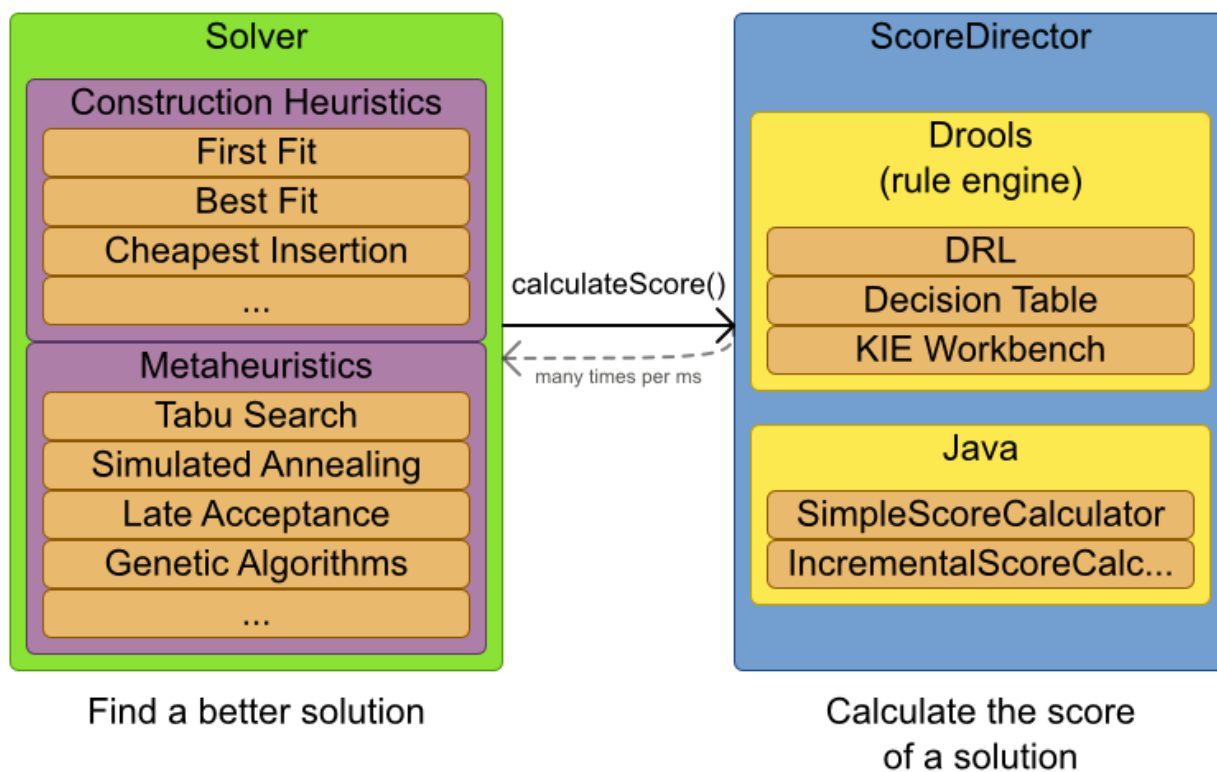 Solver
Construction Heuristics
First Fit
Best Fit
Cheapest Insertion
...
Metaheuristics
Tabu Search
Simulated Annealing
Late Acceptance
Genetic Algorithms
...
Find a better solution
calculateScore()
many times per ms
ScoreDirector
Drools
(rule engine)
DRL
Decision Table
KIE Workbench
Java
SimpleScoreCalculator
IncrementalScoreCalc...
Calculate the score
of a solution